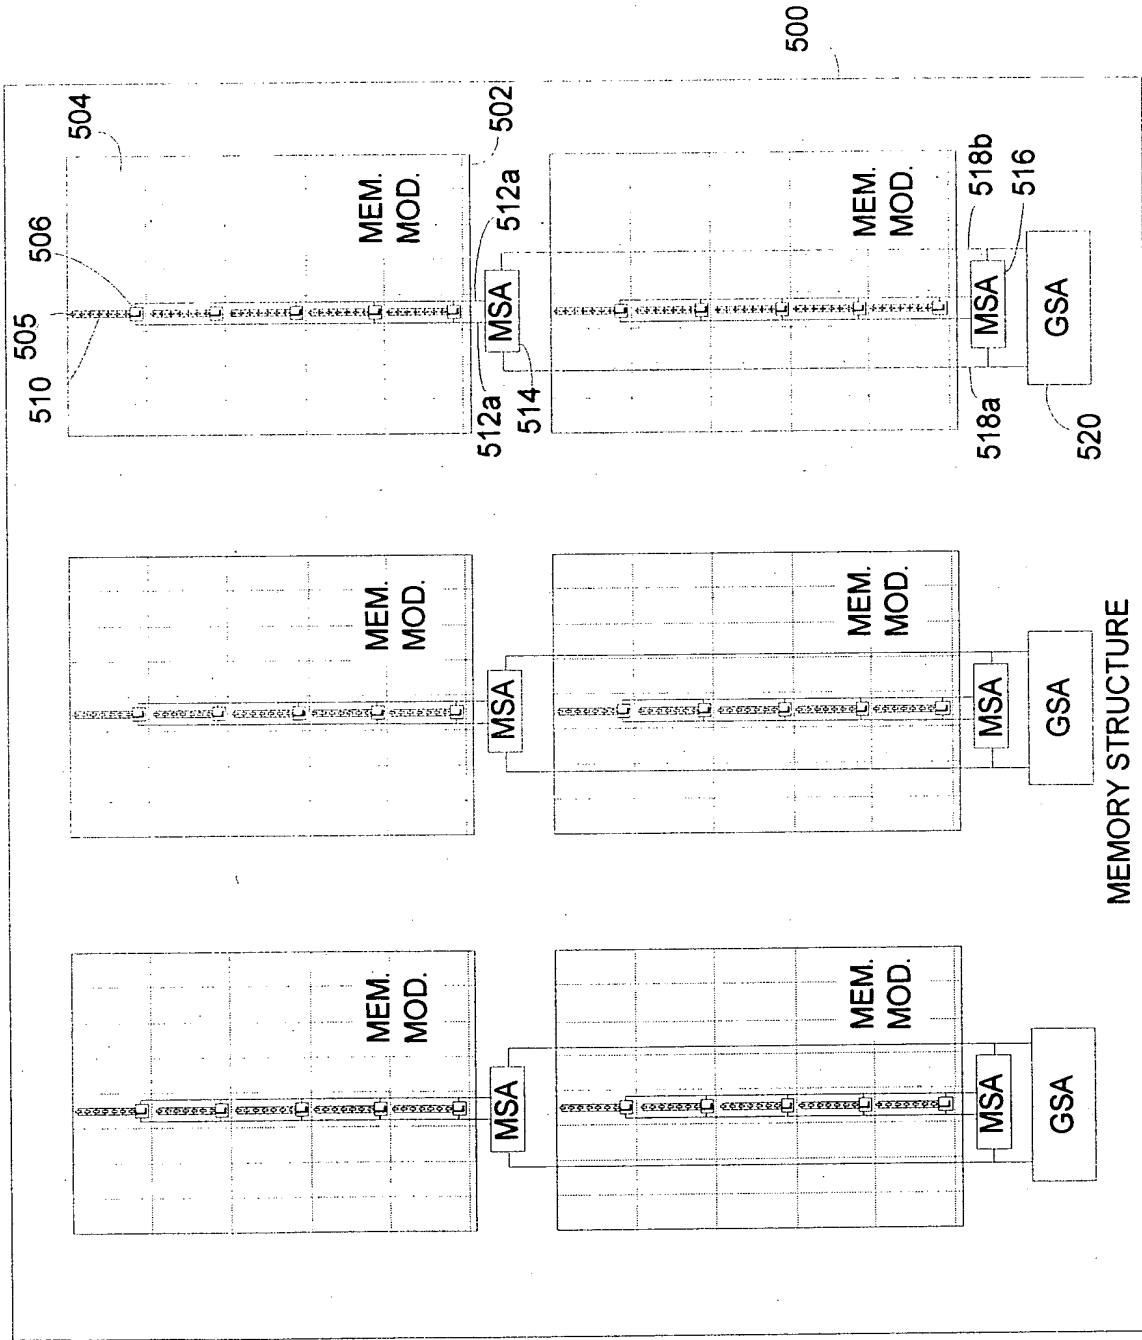 505
510
506
504
MEM.
MOD.
MEM.
MOD.
MEM.
MOD.
502
512a
512a
MSA
MSA
MSA
514
500
MEM.
MOD.
MEM.
MOD.
MEM.
MOD.
518a
518b
MSA
MSA
MSA
516
GSA
GSA
GSA
520
MEMORY STRUCTURE